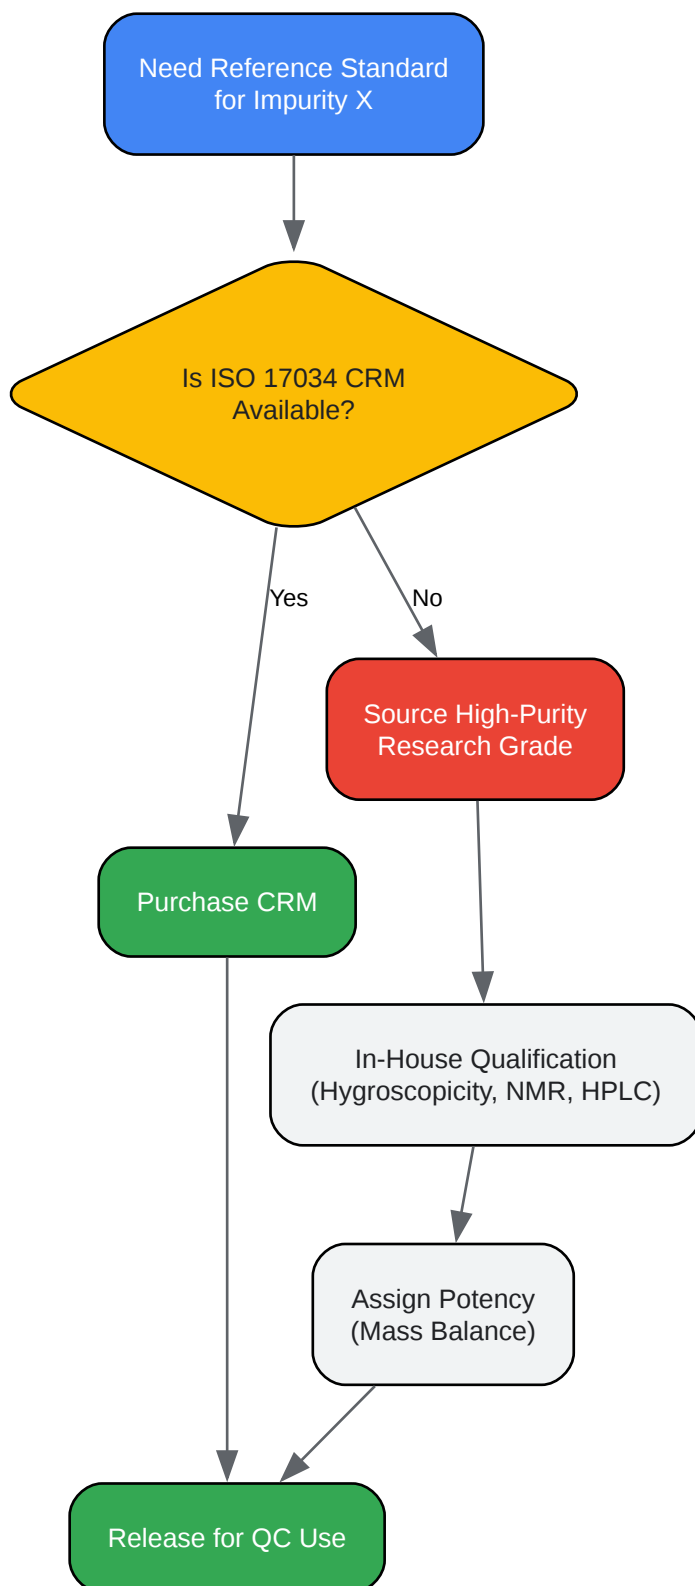 Need Reference Standard
for Impurity X
Is ISO 17034 CRM
Available?
Yes
No
Source High-Purity
Research Grade
Purchase CRM
In-House Qualification
(Hygroscopicity, NMR, HPLC)
Assign Potency
(Mass Balance)
Release for QC Use